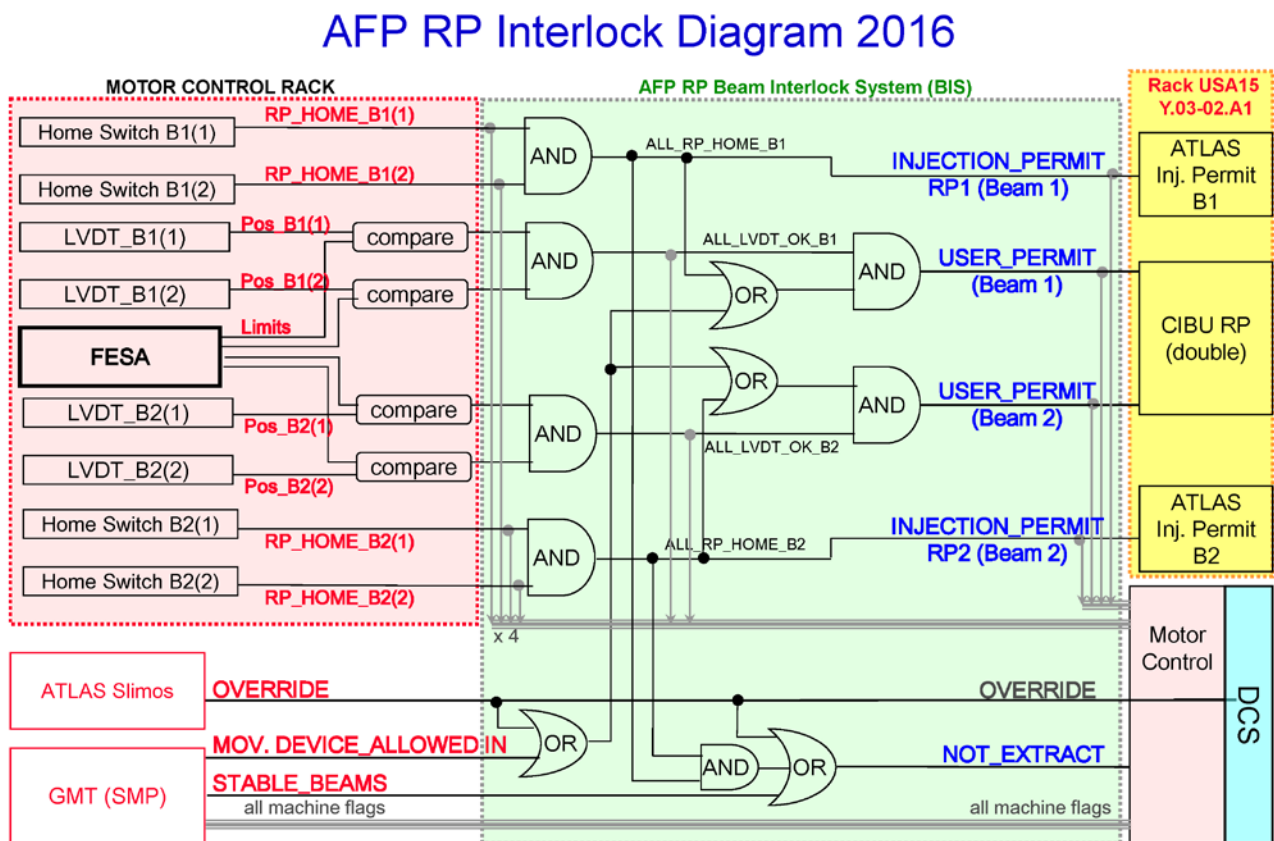 AFP RP Interlock Diagram 2016
MOTOR CONTROL RACK
AFP RP Beam Interlock System (BIS)
Rack USA15
Y.03-02.A1
Home Switch B1(1)
RP_HOME_B1(1)
Home Switch B1(2)
RP_HOME_B1(2)
LVDT_B1(1)
Pos_B1(1)
compare
LVDT_B1(2)
Pos_B1(2)
compare
Limits
FESA
LVDT_B2(1)
Pos_B2(1)
compare
LVDT_B2(2)
Pos_B2(2)
compare
Home Switch B2(1)
RP_HOME_B2(1)
Home Switch B2(2)
RP_HOME_B2(2)
AND
ALL_RP_HOME_B1
INJECTION_PERMIT
RP1 (Beam 1)
ATLAS
Inj. Permit
B1
AND
ALL_LVDT_OK_B1
OR
AND
USER_PERMIT
(Beam 1)
CIBU RP
(double)
OR
AND
USER_PERMIT
(Beam 2)
AND
ALL_LVDT_OK_B2
AND
ALL_RP_HOME_B2
INJECTION_PERMIT
RP2 (Beam 2)
ATLAS
Inj. Permit
B2
x 4
Motor
Control
DCS
ATLAS Slimos
OVERRIDE
OVERRIDE
GMT (SMP)
MOV. DEVICE_ALLOWED IN
OR
STABLE_BEAMS
AND
OR
NOT_EXTRACT
all machine flags
all machine flags